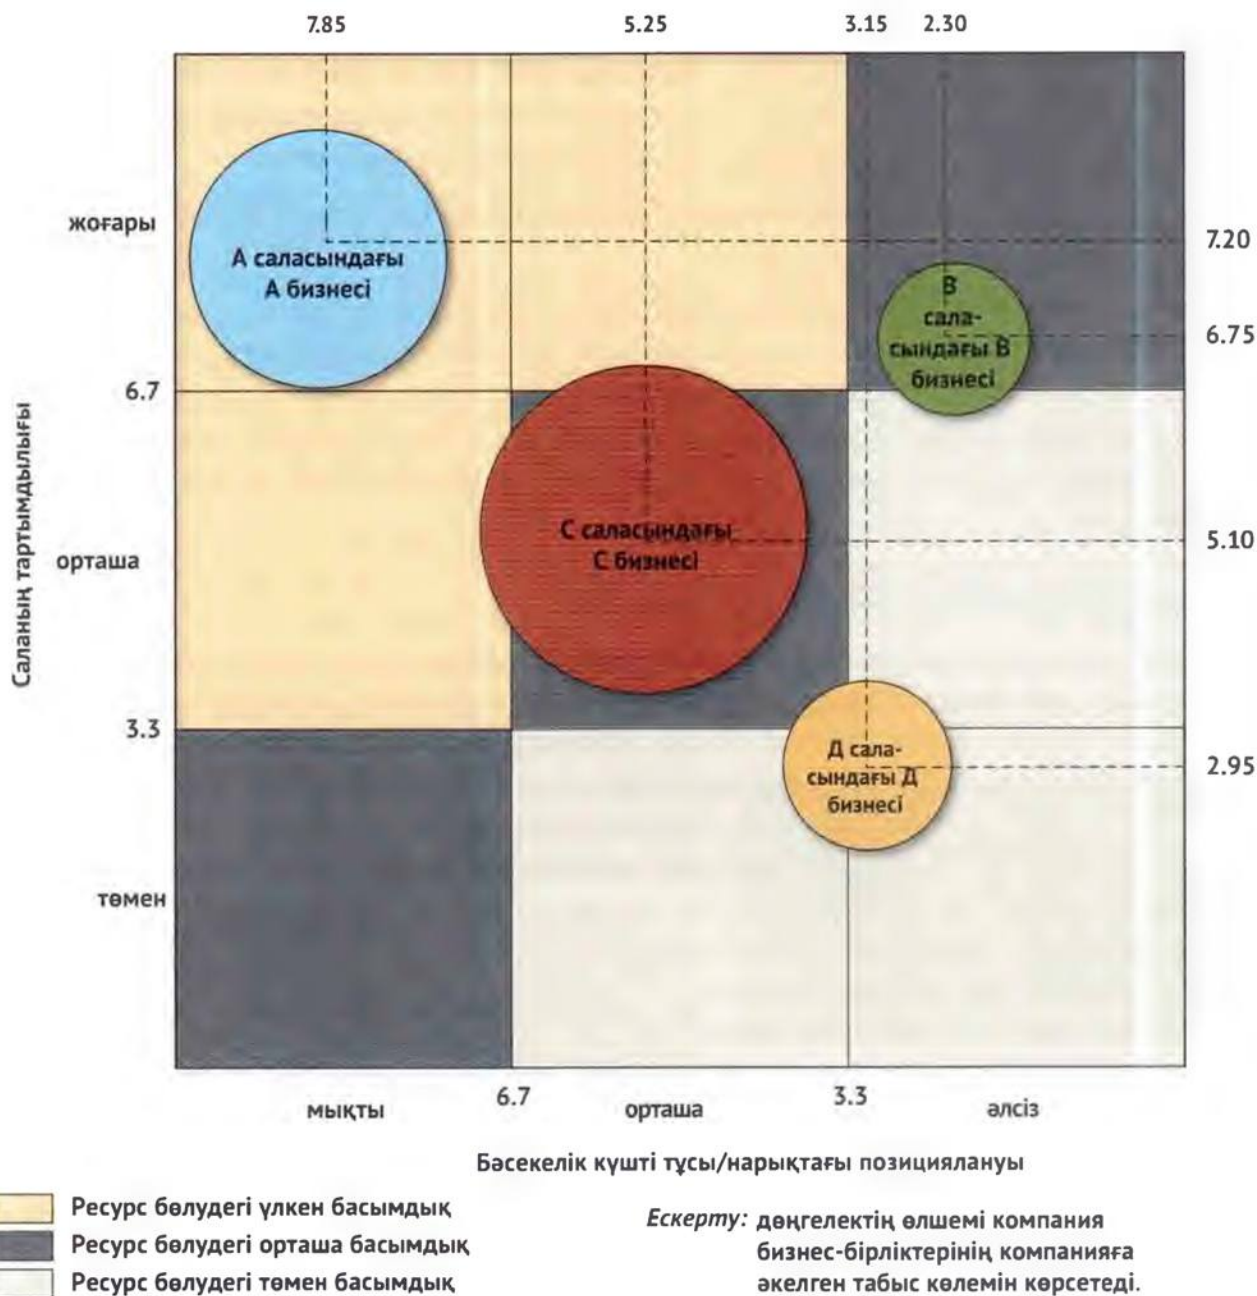 7.85 5.25 3.15 2.30
жоғары
7.20
А саласындағы
А бизнесі
В
сала-
сындағы В
бизнесі
6.75
6.7
Саланың тартымдылығы
орташа
С саласындағы
С бизнесі
5.10
3.3
Д сала-
сындағы Д
бизнесі
2.95
төмен
мықты 6.7 орташа 3.3 әлсіз
Бәсекелік күшті тұсы/нарықтағы позициялануы
Ресурс бөлудегі үлкен басымдық
Ресурс бөлудегі орташа басымдық
Ресурс бөлудегі төмен басымдық
Ескерту: дөңгелектің өлшемі компания
бизнес-бірліктерінің компанияға
әкелген табыс көлемін көрсетеді.